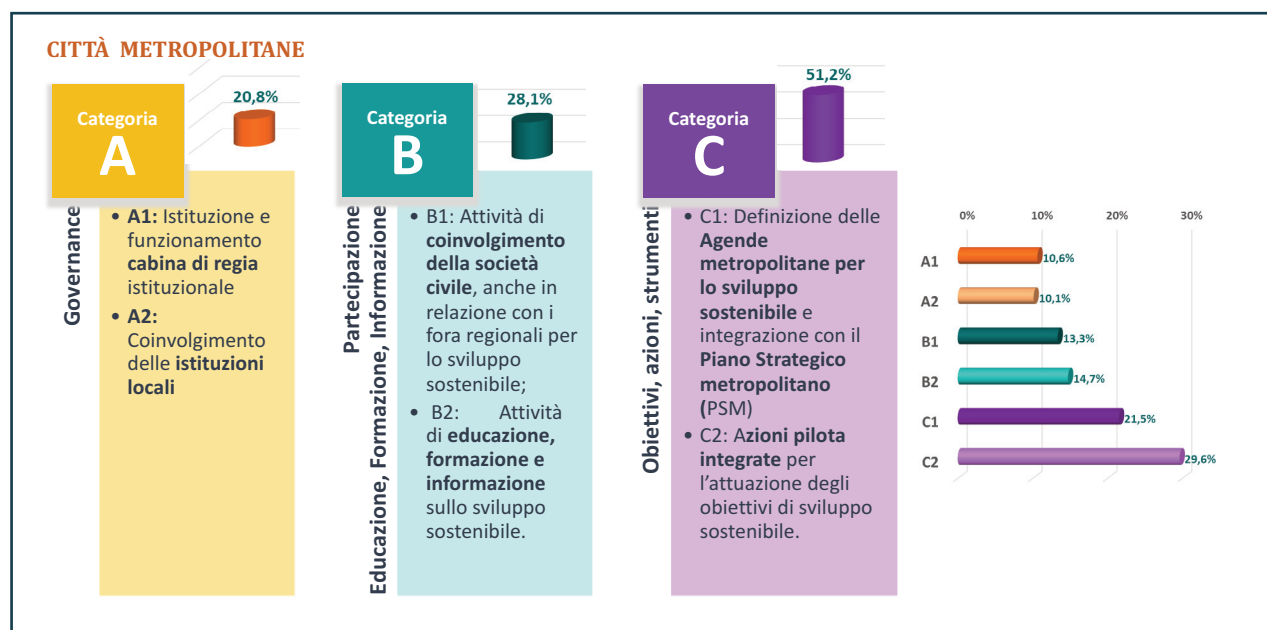 CITTÀ METROPOLITANE
Categoria
A
20,8%
Governance
• A1: Istituzione e
funzionamento
cabina di regia
istituzionale
• A2:
Coinvolgimento
delle istituzioni
locali
Categoria
B
28,1%
Partecipazione
Educazione, Formazione, Informazione
• B1: Attività di
coinvolgimento
della società
civile, anche in
relazione con i
fora regionali per
lo sviluppo
sostenibile;
• B2: Attività
di educazione,
formazione e
informazione
sullo sviluppo
sostenibile.
Categoria
C
51,2%
Obiettivi, azioni, strumenti
• C1: Definizione delle
Agende
metropolitane per
lo sviluppo
sostenibile e
integrazione con il
Piano Strategico
metropolitano
(PSM)
• C2: Azioni pilota
integrate per
l'attuazione degli
obiettivi di sviluppo
sostenibile.
0% 10% 20% 30%
A1 10,6%
A2 10,1%
B1 13,3%
B2 14,7%
C1 21,5%
C2 29,6%